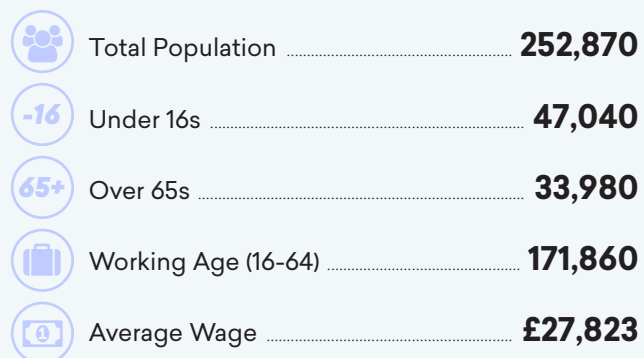 Total Population 252,870
-16 Under 16s 47,040
65+ Over 65s 33,980
Working Age (16-64) 171,860
1 Average Wage £27,823